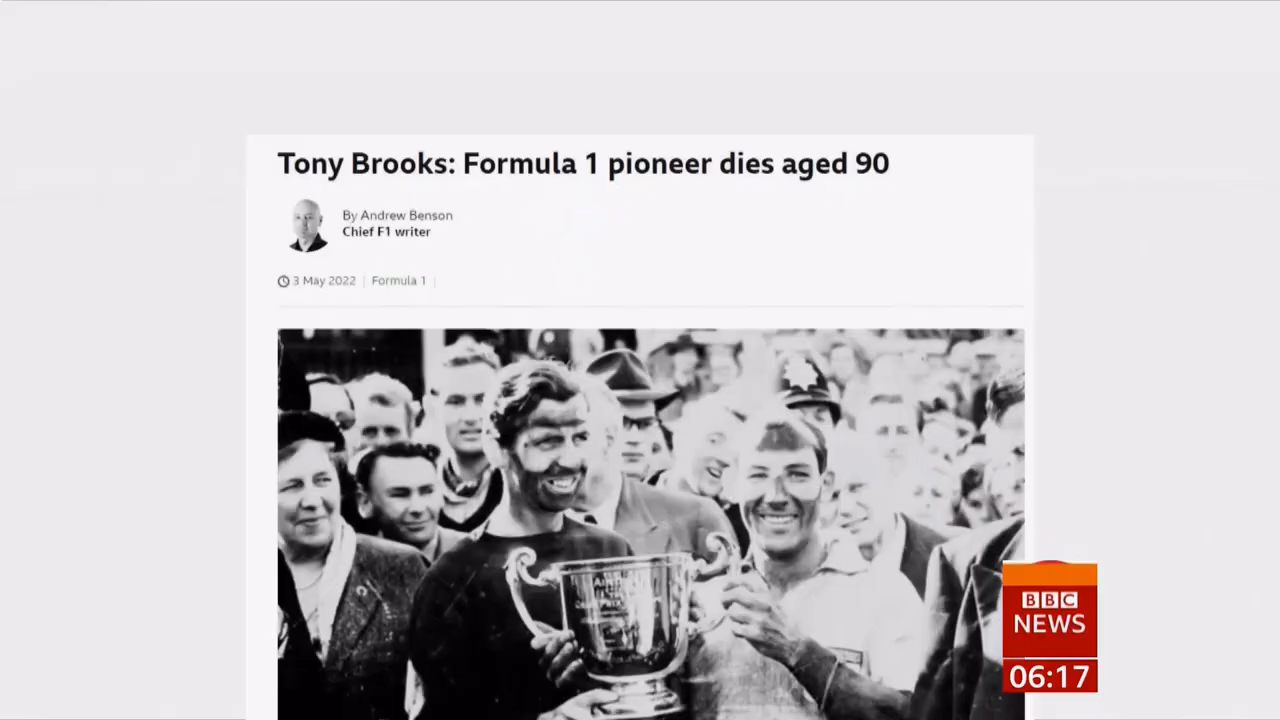 Tony Brooks: Formula 1 pioneer dies aged 90
By Andrew Benson
Chief F1 writer
3 May 2022
Formula 1
BBC
NEWS
06:17